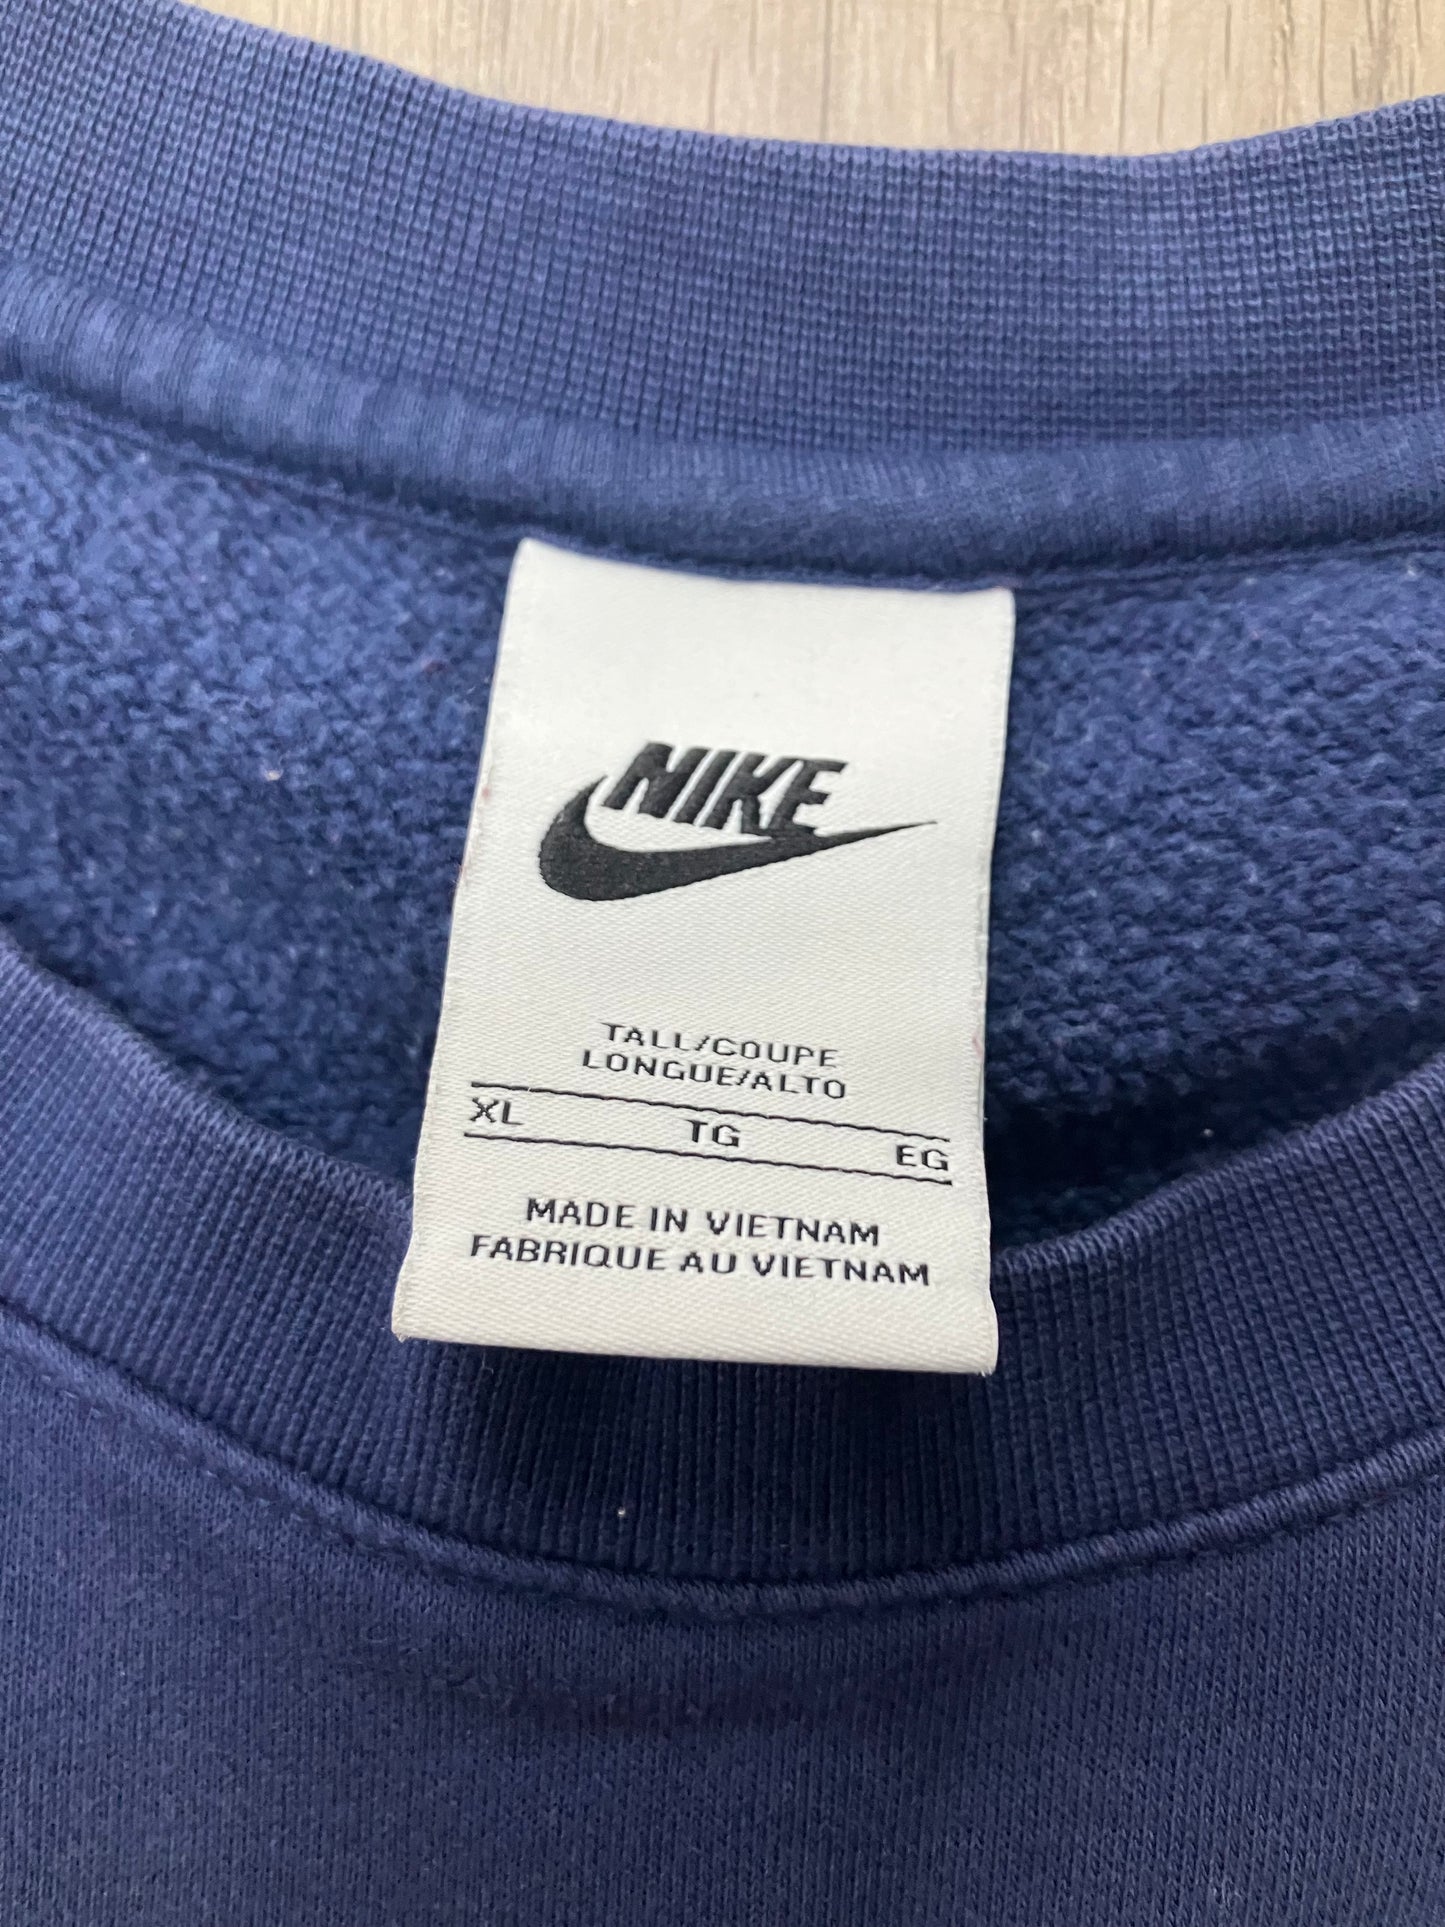 NIKE
TALL/COUPE
LONGUE/ALTO
XL TG EG
MADE IN VIETNAM
FABRIQUE AU VIETNAM